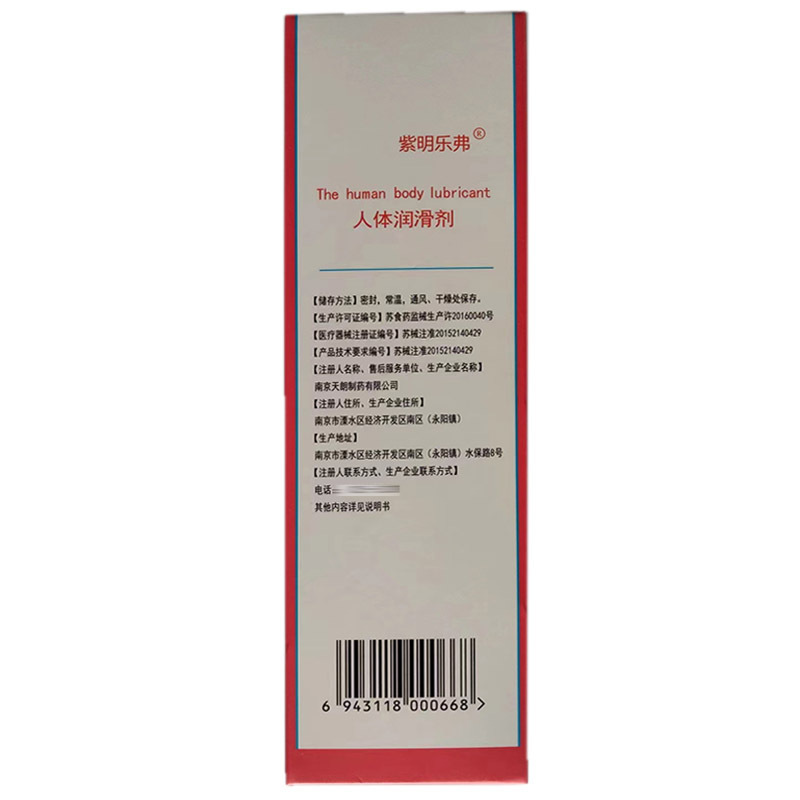 紫明乐弗®
The human body lubricant
人体润滑剂
【储存方法】密封，常温，通风、干燥处保存。
【生产许可证编号】苏食药监械生产许20160040号
【医疗器械注册证编号】苏械注准20152140429
【产品技术要求编号】苏械注准20152140429
【注册人名称、售后服务单位、生产企业名称】
南京天朗制药有限公司
【注册人住所、生产企业住所】
南京市溧水区经济开发区南区（永阳镇）
【生产地址】
南京市溧水区经济开发区南区（永阳镇）水保路8号
【注册人联系方式、生产企业联系方式】
电话
其他内容详见说明书
6 943118 000668 >